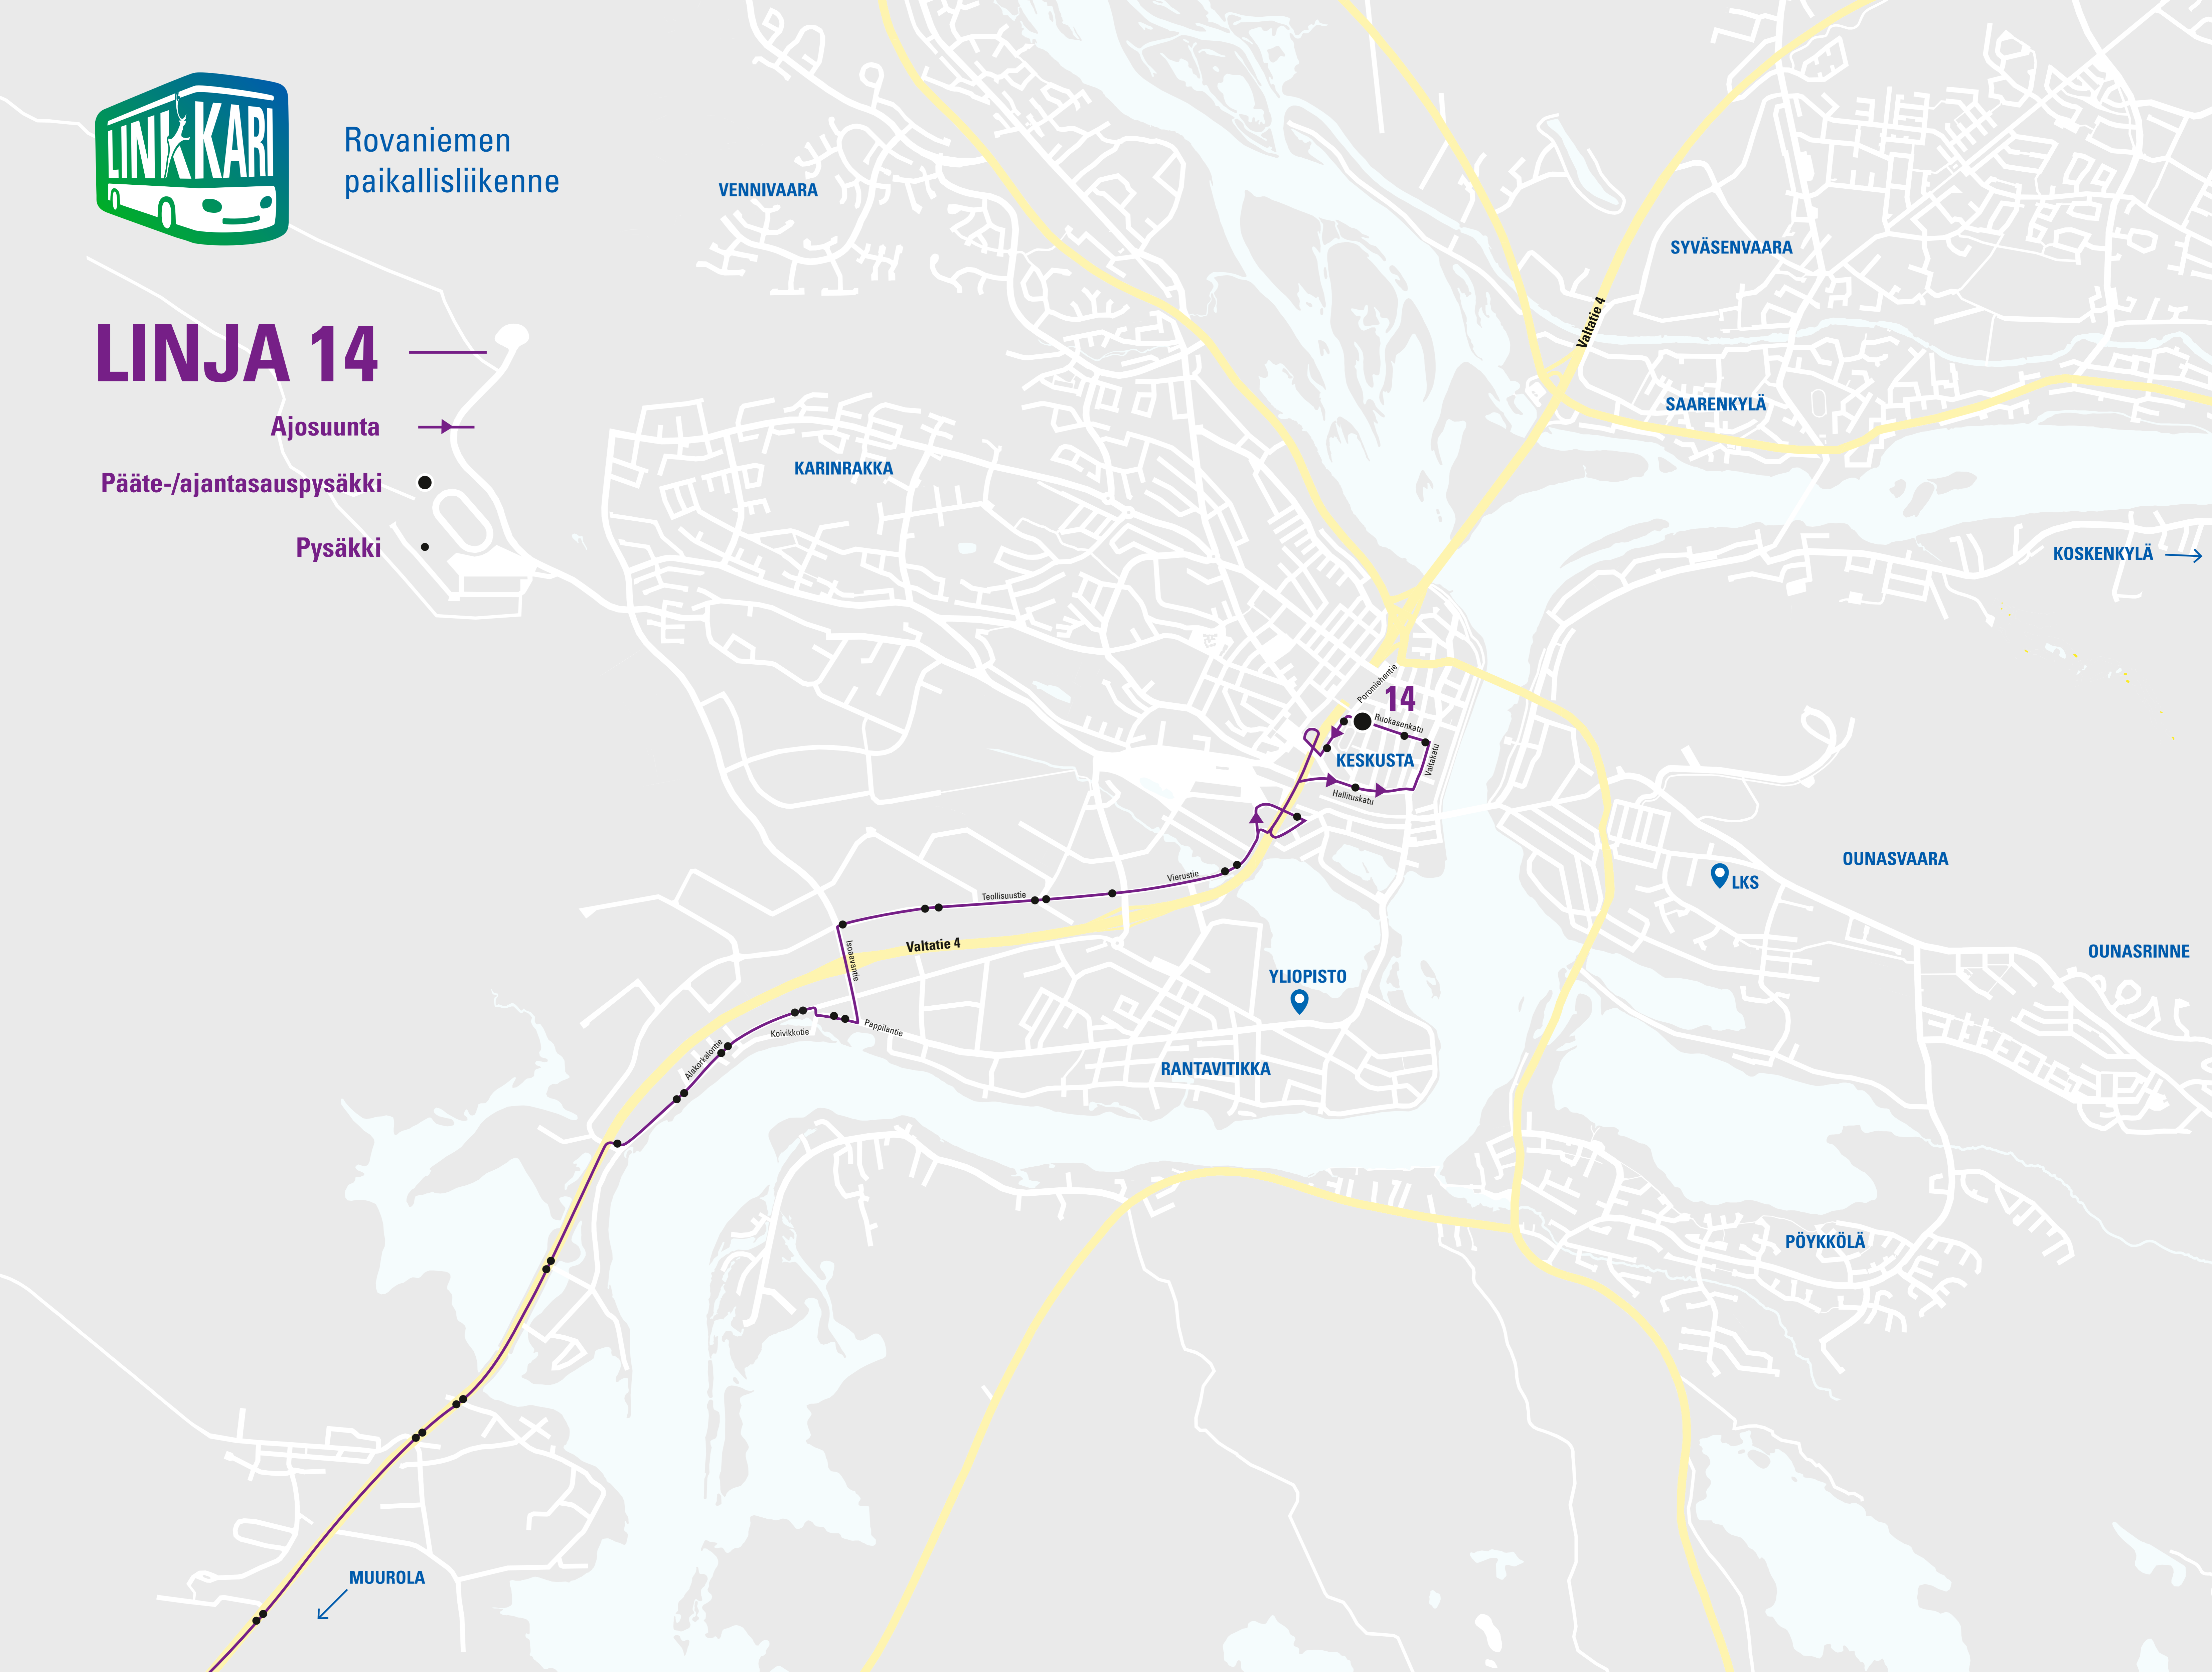 LINKKARI
Rovaniemen
paikallisliikenne
LINJA 14
Ajosuunta
Pääte-/ajantasauspysäkki
Pysäkki
VENNIVAARA
SYVÄSENVAARA
Valtatie 4
SAARENKYLÄ
KARINRAKKA
KOSKENKYLÄ
Poromiehentie
14
Ruokasenkatu
KESKUSTA
Valtakatu
Hallituskatu
OUNASVAARA
LKS
Vierustie
Teollisuustie
Valtatie 4
Isoaavantie
OUNASRINNE
YLIOPISTO
Pappilantie
Koivikkotie
Alakorkalontie
RANTAVITIKKA
PÖYKKÖLÄ
MUUROLA